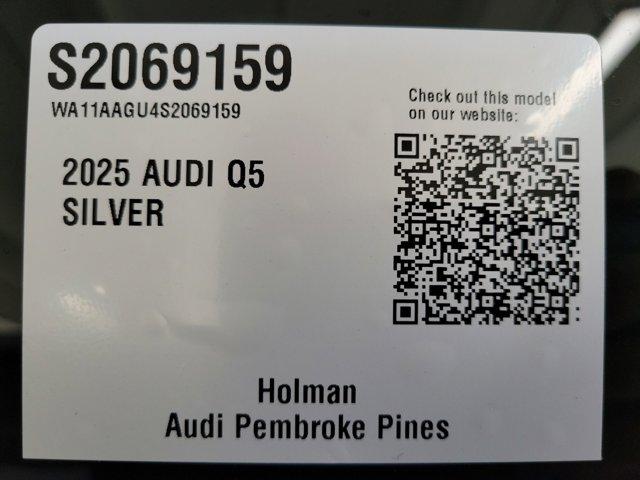 S2069159
WA11AAGU4S2069159
Check out this model
on our website:
2025 AUDI Q5
SILVER
Holman
Audi Pembroke Pines